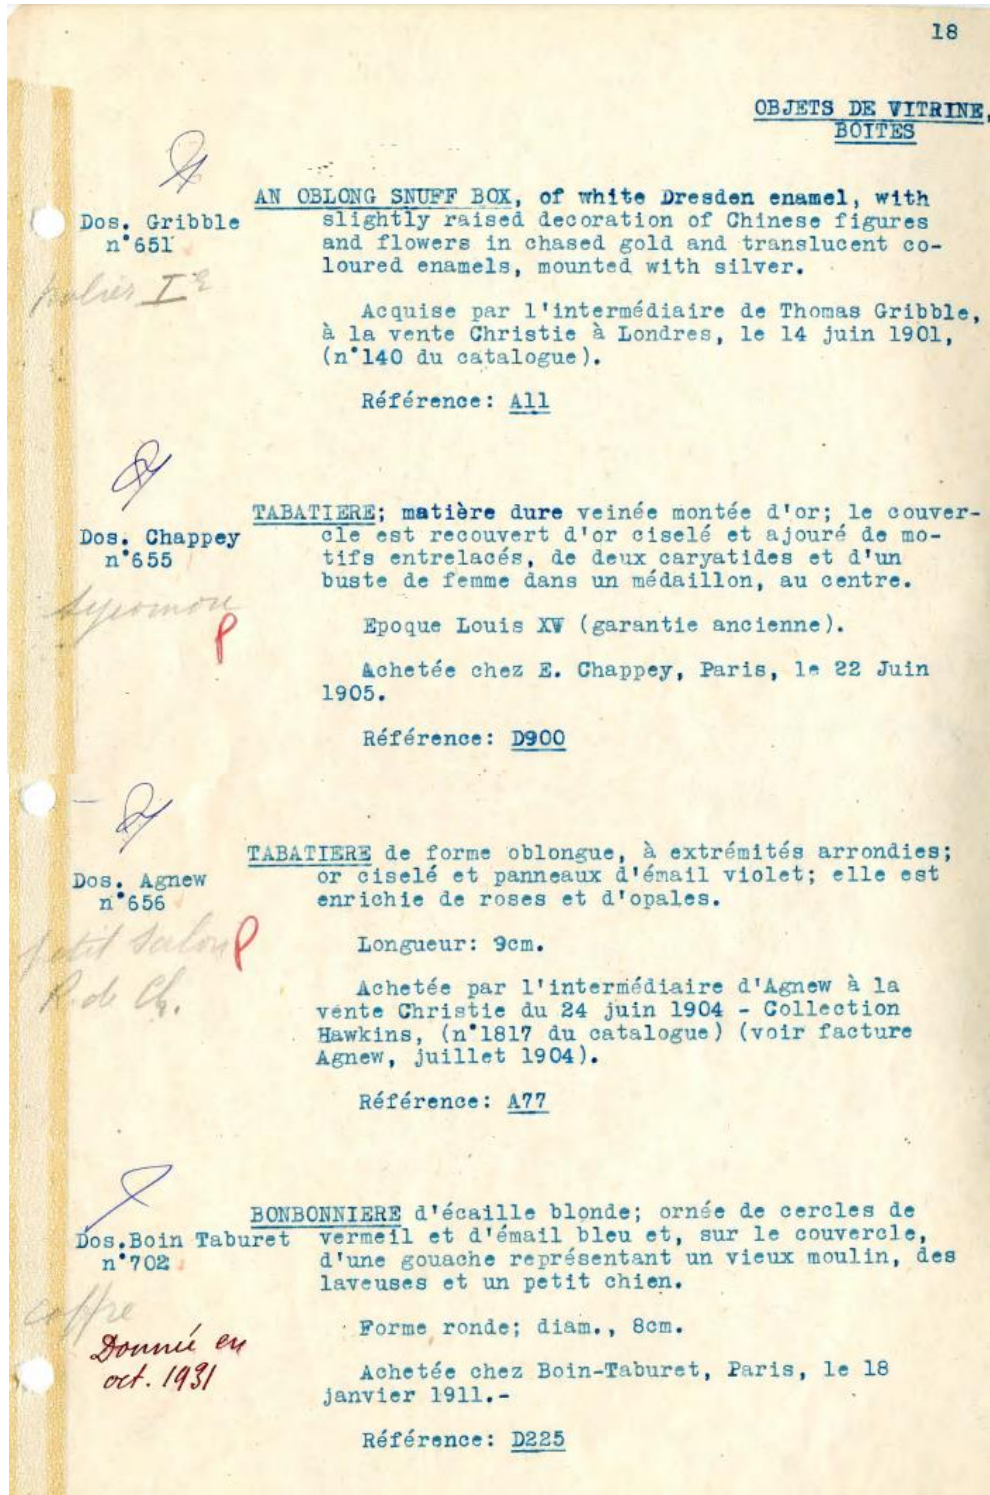 18
OBJETS DE VITRINE,
BOITES
AN OBLONG SNUFF BOX, of white Dresden enamel, with
Dos. Gribble
n°651
slightly raised decoration of Chinese figures
and flowers in chased gold and translucent co-
loured enamels, mounted with silver.
Acquise par l'intermédiaire de Thomas Gribble,
à la vente Christie à Londres, le 14 juin 1901,
(n°140 du catalogue).
Référence: A11
TABATIERE; matière dure veinée montée d'or; le couver-
Dos. Chappey
n°655
cle est recouvert d'or ciselé et ajouré de mo-
tifs entrelacés, de deux caryatides et d'un
buste de femme dans un médaillon, au centre.
Epoque Louis XV (garantie ancienne).
Achetée chez E. Chappey, Paris, le 22 Juin
1905.
Référence: D900
TABATIERE de forme oblongue, à extrémités arrondies;
Dos. Agnew
n°656
petit salon
R. de Ch.
or ciselé et panneaux d'émail violet; elle est
enrichie de roses et d'opales.
Longueur: 9cm.
Achetée par l'intermédiaire d'Agnew à la
vente Christie du 24 juin 1904 - Collection
Hawkins, (n°1817 du catalogue) (voir facture
Agnew, juillet 1904).
Référence: A77
BONBONNIERE d'écaille blonde; ornée de cercles de
Dos.Boin Taburet
n°702
coffre
Donnée en
oct. 1931
vermeil et d'émail bleu et, sur le couvercle,
d'une gouache représentant un vieux moulin, des
laveuses et un petit chien.
Forme ronde; diam., 8cm.
Achetée chez Boin-Taburet, Paris, le 18
janvier 1911.-
Référence: D225